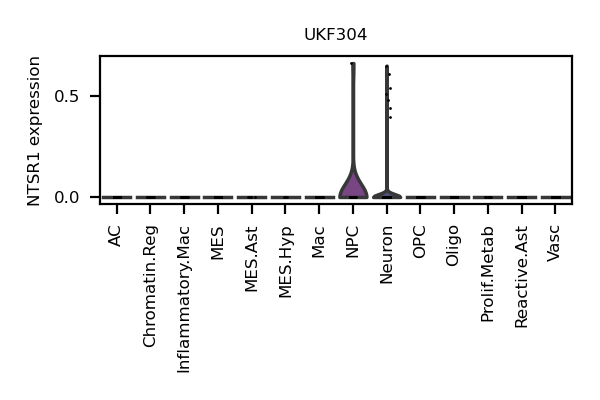 UKF304
NTSR1 expression
0.5
0.0
AC
Chromatin.Reg
Inflammatory.Mac
MES
MES.Ast
MES.Hyp
Mac
NPC
Neuron
OPC
Oligo
Prolif.Metab
Reactive.Ast
Vasc